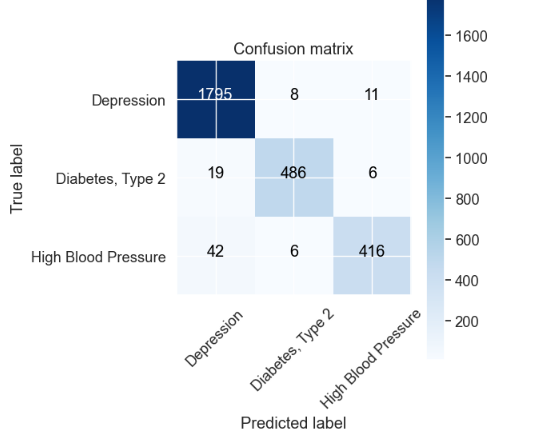 Confusion matrix
True label
Depression
1795 8 11
Diabetes, Type 2
19 486 6
High Blood Pressure
42 6 416
Depression
Diabetes, Type 2
High Blood Pressure
Predicted label
1600
1400
1200
1000
800
600
400
200